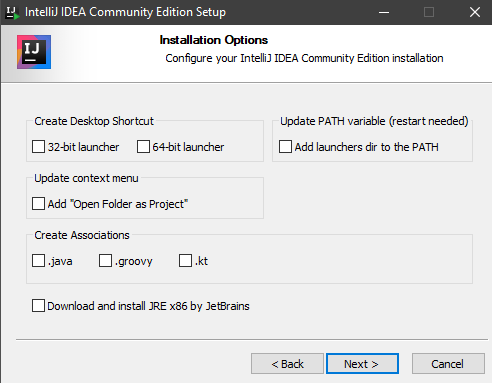 IntelliJ IDEA Community Edition Setup
IJ
Installation Options
Configure your IntelliJ IDEA Community Edition installation
Create Desktop Shortcut
32-bit launcher
64-bit launcher
Update PATH variable (restart needed)
Add launchers dir to the PATH
Update context menu
Add "Open Folder as Project"
Create Associations
.java
.groovy
.kt
Download and install JRE x86 by JetBrains
< Back
Next >
Cancel